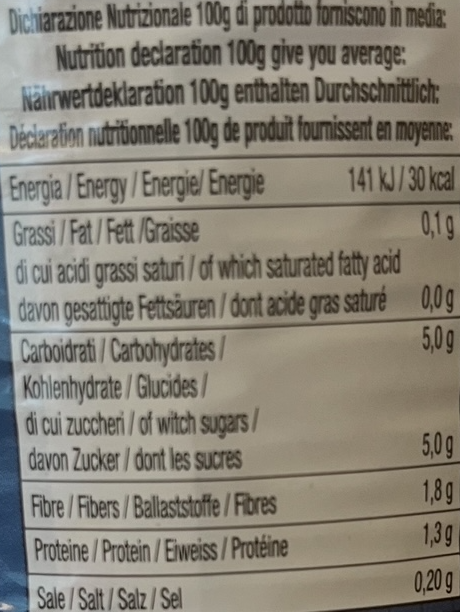 Dichiarazione Nutrizionale 100g di prodotto forniscono in media:
Nutrition declaration 100g give you average:
Nährwertdeklaration 100g enthalten Durchschnittlich:
Déclaration nutritionnelle 100g de produit fournissent en moyenne:
Energia / Energy / Energie/ Energie 141 kJ / 30 kcal
Grassi / Fat / Fett /Graisse 0,1 g
di cui acidi grassi saturi / of which saturated fatty acid
davon gesattigte Fettsäuren / dont acide gras saturé 0,0 g
Carboidrati / Carbohydrates / 5,0 g
Kohlenhydrate / Glucides /
di cui zuccheri / of witch sugars /
davon Zucker / dont les sucres 5,0 g
Fibre / Fibers / Ballaststoffe / Fibres 1,8 g
Proteine / Protein / Eiweiss / Protéine 1,3 g
Sale / Salt / Salz / Sel 0,20 g